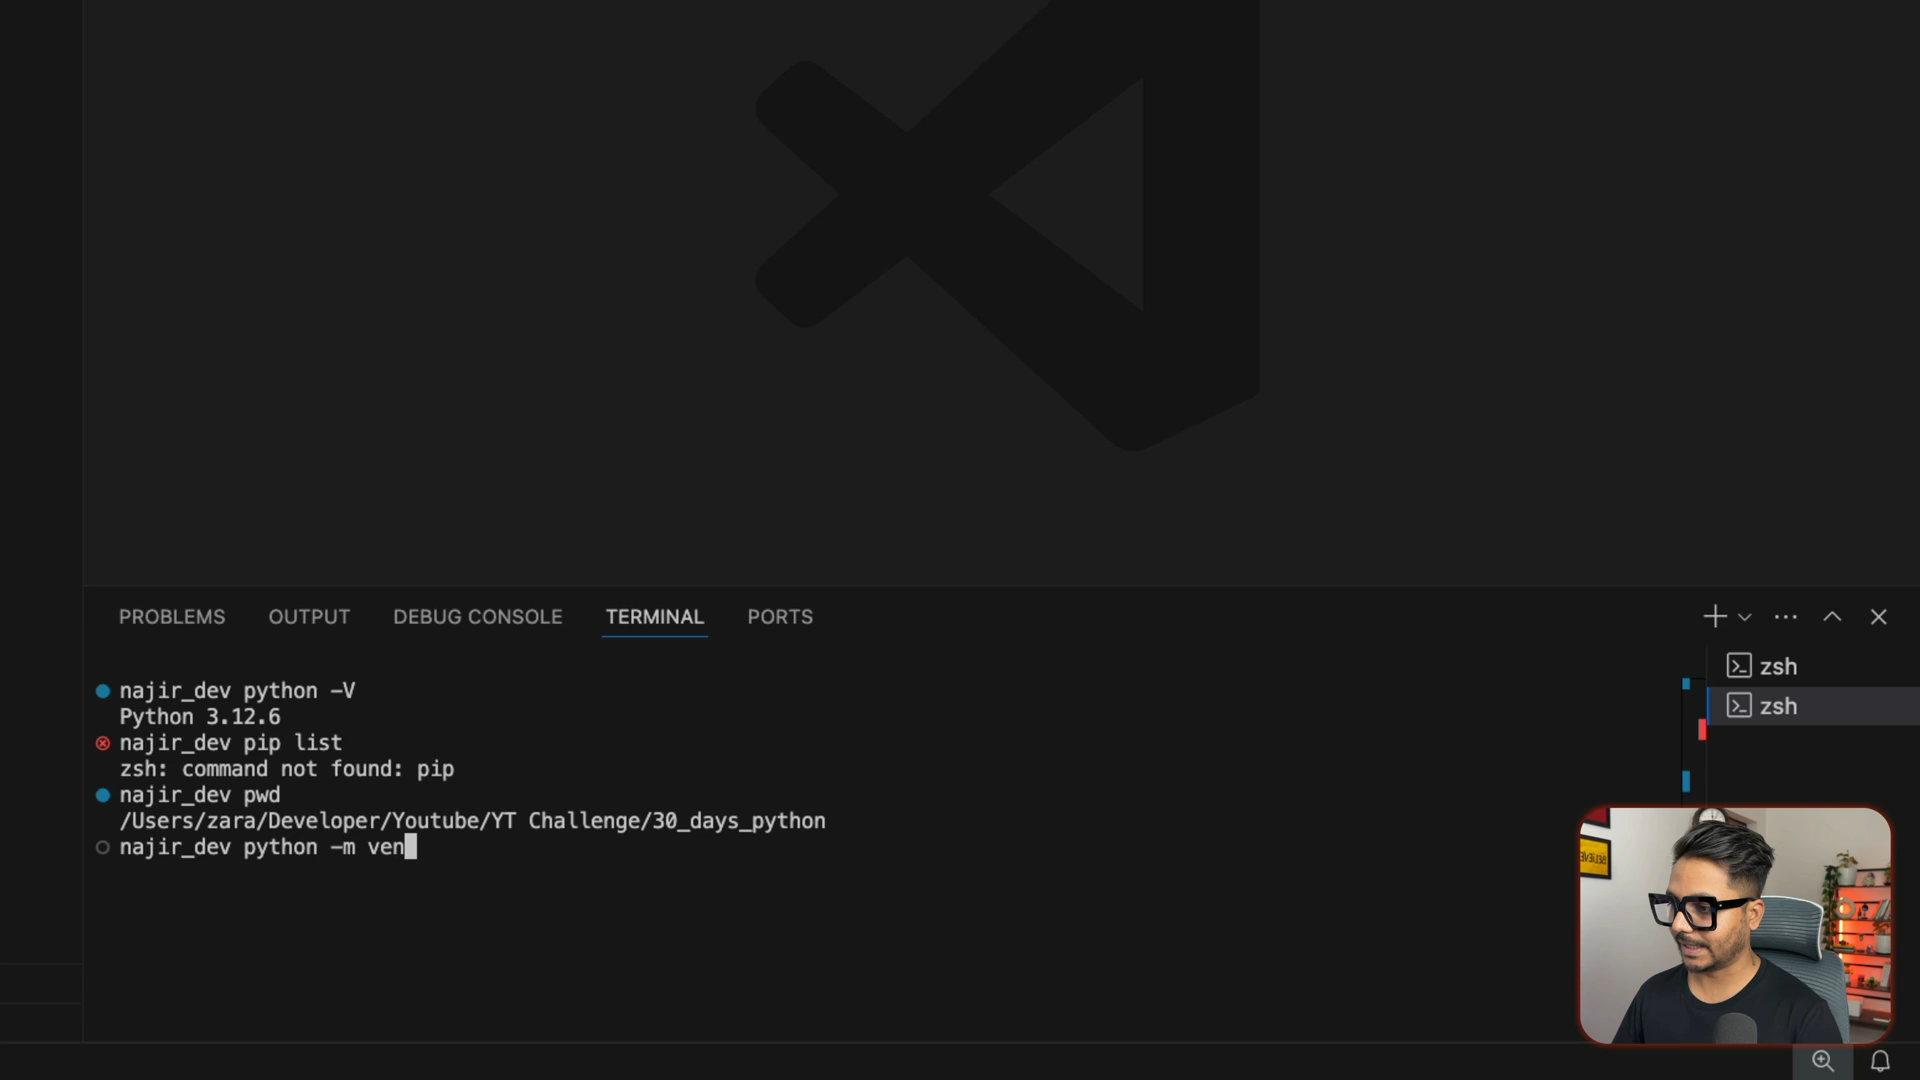 PROBLEMS OUTPUT DEBUG CONSOLE TERMINAL PORTS
najir_dev python -V
Python 3.12.6
najir_dev pip list
zsh: command not found: pip
najir_dev pwd
/Users/zara/Developer/Youtube/YT Challenge/30_days_python
najir_dev python -m ven
zsh
zsh
BELIEVE